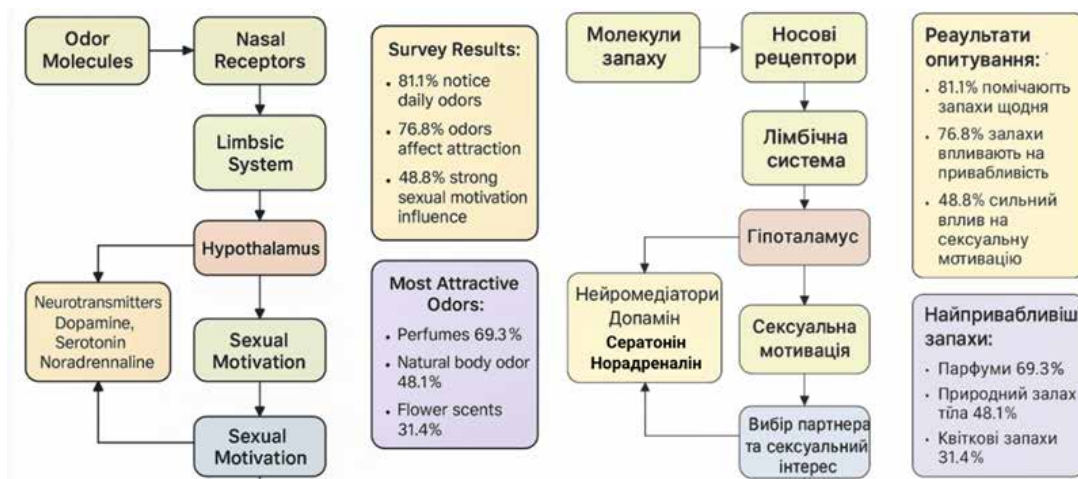 Odor
Molecules
Nasal
Receptors
Limbsic
System
Hypothalamus
Neurotransmitters
Dopamine,
Serotonin
Noradrennaline
Sexual
Motivation
Sexual
Motivation
Survey Results:
• 81.1% notice
daily odors
• 76.8% odors
affect attraction
• 48.8% strong
sexual motivation
influence
Most Attractive
Odors:
• Perfumes 69.3%
• Natural body odor
48.1%
• Flower scents
31.4%
Молекули
запаху
Носові
рецептори
Лімбічна
система
Гіпоталамус
Нейромедіатори
Допамін
Сератонін
Норадреналін
Сексуальна
мотивація
Вибір партнера
та сексуальний
інтерес
Реаультати
опитування:
• 81.1% помічаюгть
запахи щодня
• 76.8% залахи
впливають на
привабливість
• 48.8% сильний
вплив на
сексуальну
мотивацію
Найпривабливіш
запахи:
• Парфуми 69.3%
• Природний залах
тіла 48.1%
• Квіткові запахи
31.4%